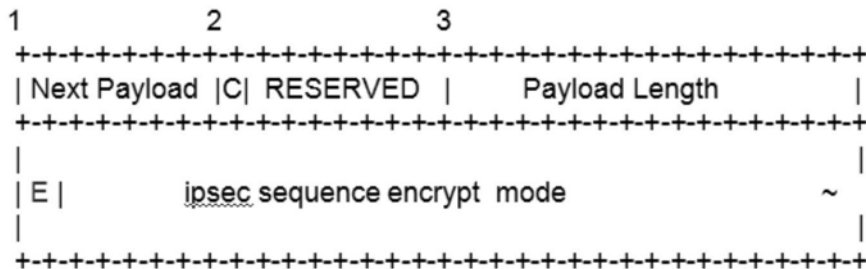 1 2 3
+-+-+-+-+-+-+-+-+-+-+-+-+-+-+-+-+-+-+-+-+-+-+-+-+-+-+-+-+-+-+-+-+
| Next Payload |C| RESERVED | Payload Length |
+-+-+-+-+-+-+-+-+-+-+-+-+-+-+-+-+-+-+-+-+-+-+-+-+-+-+-+-+-+-+-+-+
| |
| E | ipsec sequence encrypt mode ~
| |
+-+-+-+-+-+-+-+-+-+-+-+-+-+-+-+-+-+-+-+-+-+-+-+-+-+-+-+-+-+-+-+-+